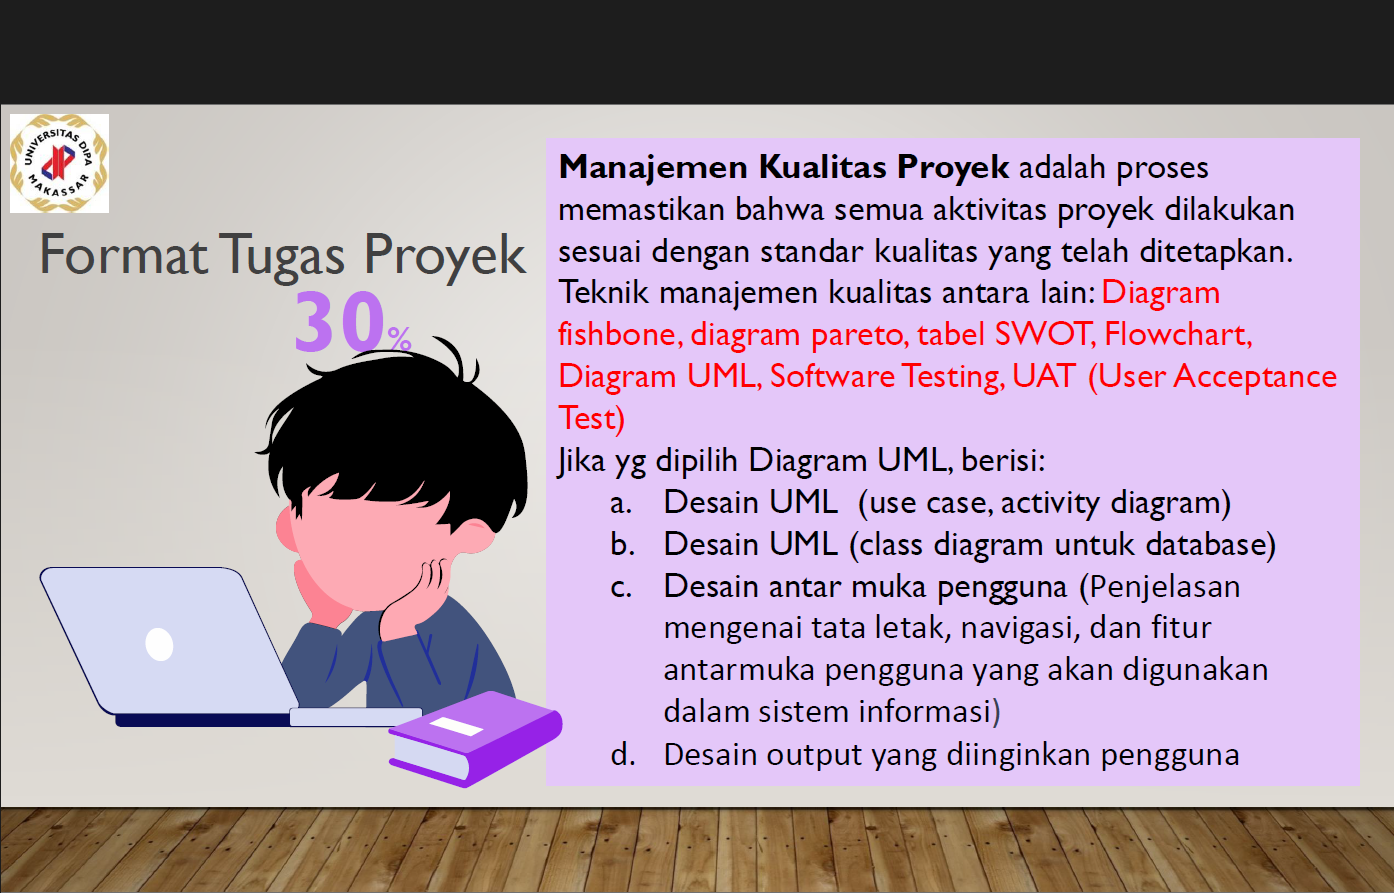 UNIVERSITAS DIPA
MAKASSAR
Format Tugas Proyek
30%
Manajemen Kualitas Proyek adalah proses
memastikan bahwa semua aktivitas proyek dilakukan
sesuai dengan standar kualitas yang telah ditetapkan.
Teknik manajemen kualitas antara lain: Diagram
fishbone, diagram pareto, tabel SWOT, Flowchart,
Diagram UML, Software Testing, UAT (User Acceptance
Test)
Jika yg dipilih Diagram UML, berisi:
a. Desain UML (use case, activity diagram)
b. Desain UML (class diagram untuk database)
c. Desain antar muka pengguna (Penjelasan
mengenai tata letak, navigasi, dan fitur
antarmuka pengguna yang akan digunakan
dalam sistem informasi)
d. Desain output yang diinginkan pengguna